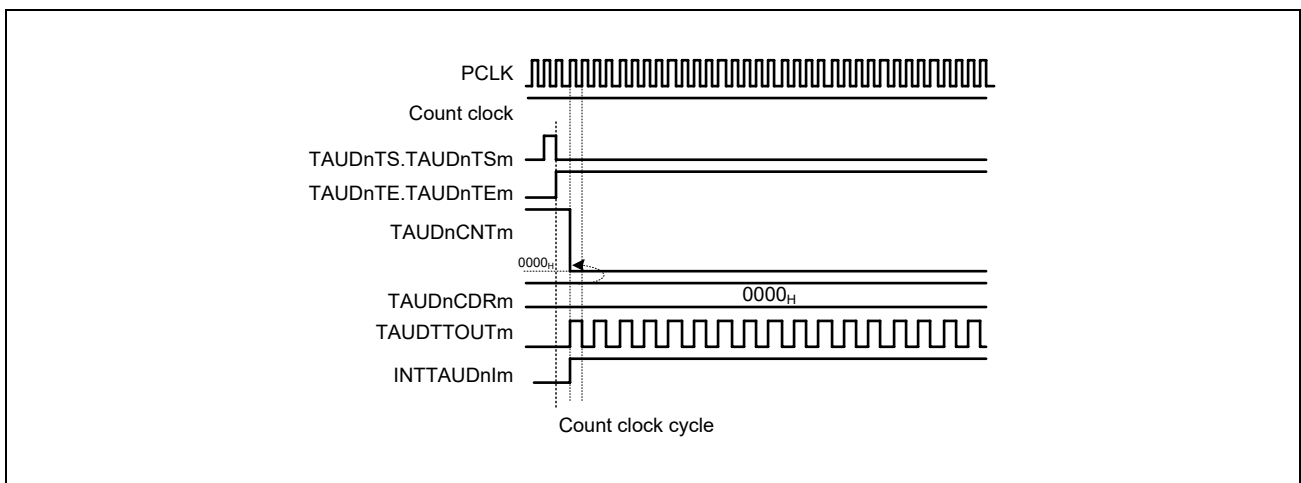 PCLK
Count clock
TAUDnTS.TAUDnTSm
TAUDnTE.TAUDnTEm
TAUDnCNTm
0000H
TAUDnCDRm
0000H
TAUDTTOUTm
INTTAUDnIm
Count clock cycle